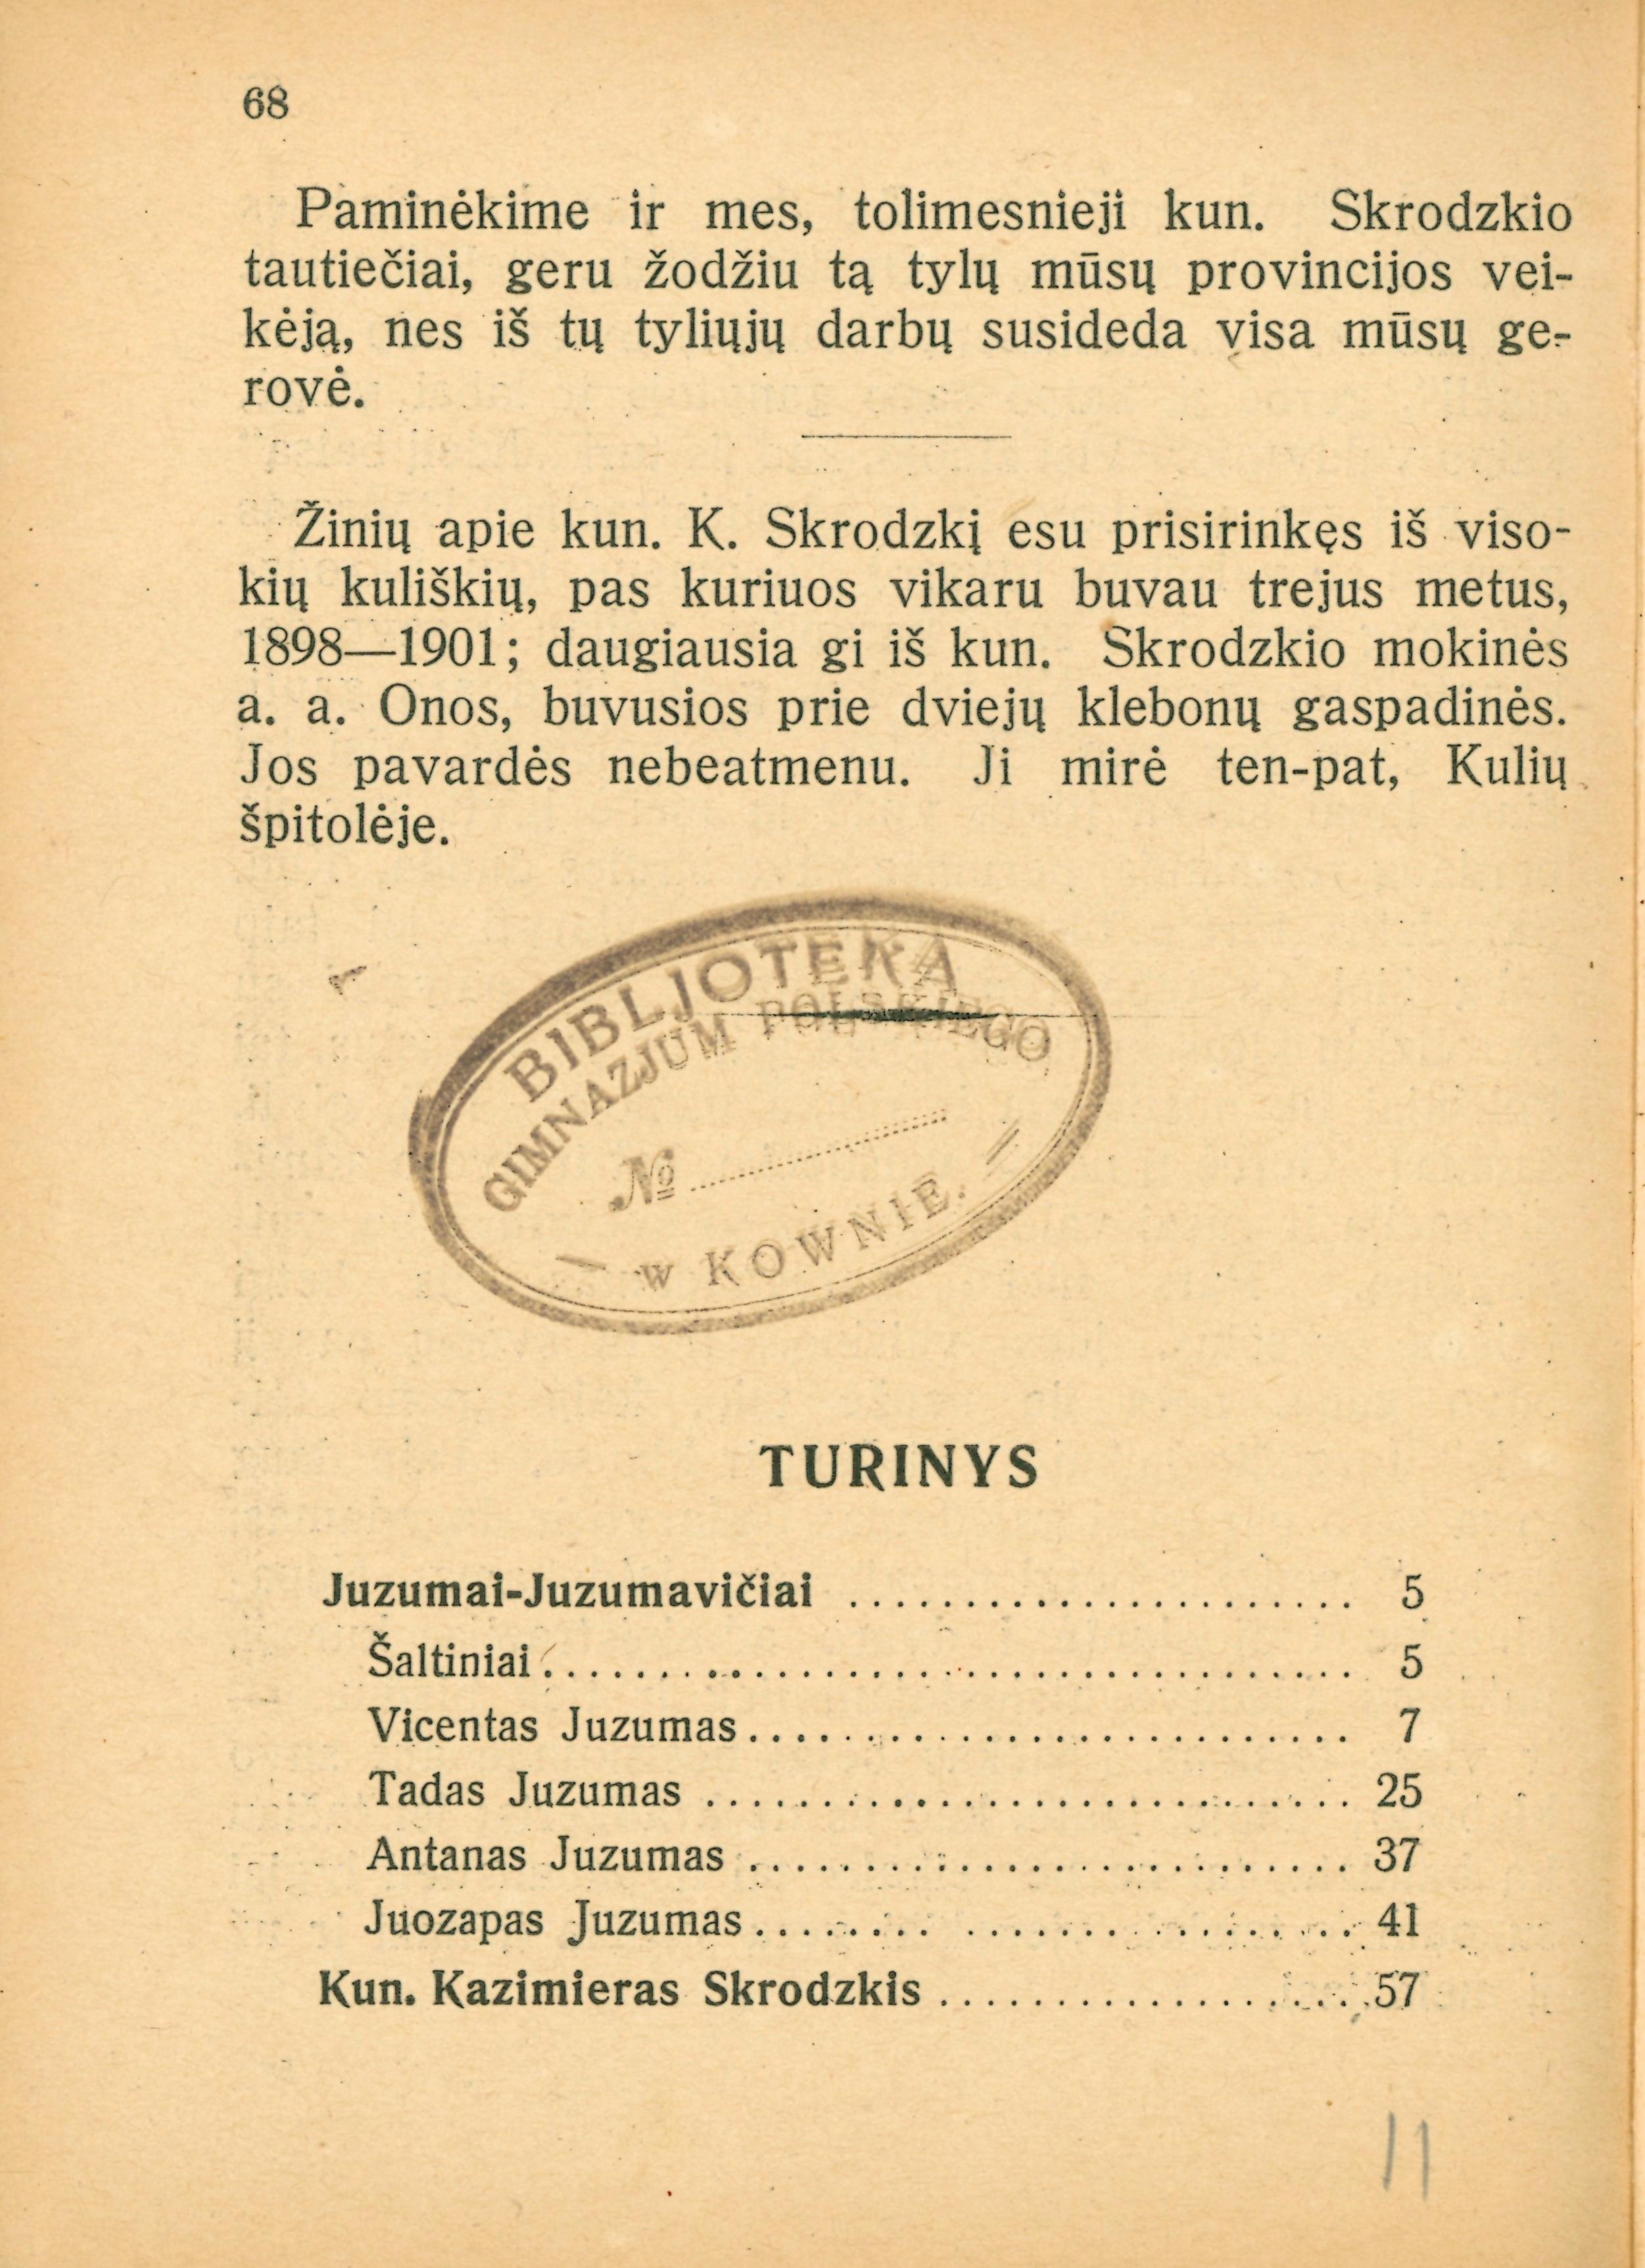 68
Paminėkime ir mes, tolimesnieji kun. Skrodzkio
tautiečiai, geru žodžiu tą tylų mūsų provincijos vei-
kėją, nes iš tų tyliųjų darbų susideda visa mūsų ge-
rovė.
Žinių apie kun. K. Skrodzkį esu prisirinkęs iš viso-
kių kuliškių, pas kuriuos vikaru buvau trejus metus,
1898—1901; daugiausia gi iš kun. Skrodzkio mokinės
a. a. Onos, buvusios prie dviejų klebonų gaspadinės.
Jos pavardės nebeatmenu. Ji mirė ten-pat, Kulių
špitolėje.
BIBLJOTEKA
GIMNAZJUM POLSKIEGO
№ ....................
W KOWNIE.
TURINYS
Juzumai-Juzumavičiai ...................... 5
Šaltiniai ................................... 5
Vicentas Juzumas .......................... 7
Tadas Juzumas ............................ 25
Antanas Juzumas .......................... 37
Juozapas Juzumas .......................... 41
Kun. Kazimieras Skrodzkis .................. 57
11